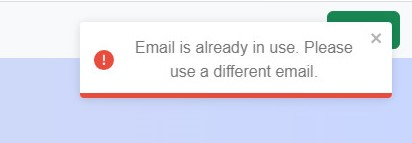 Email is already in use. Please
use a different email.